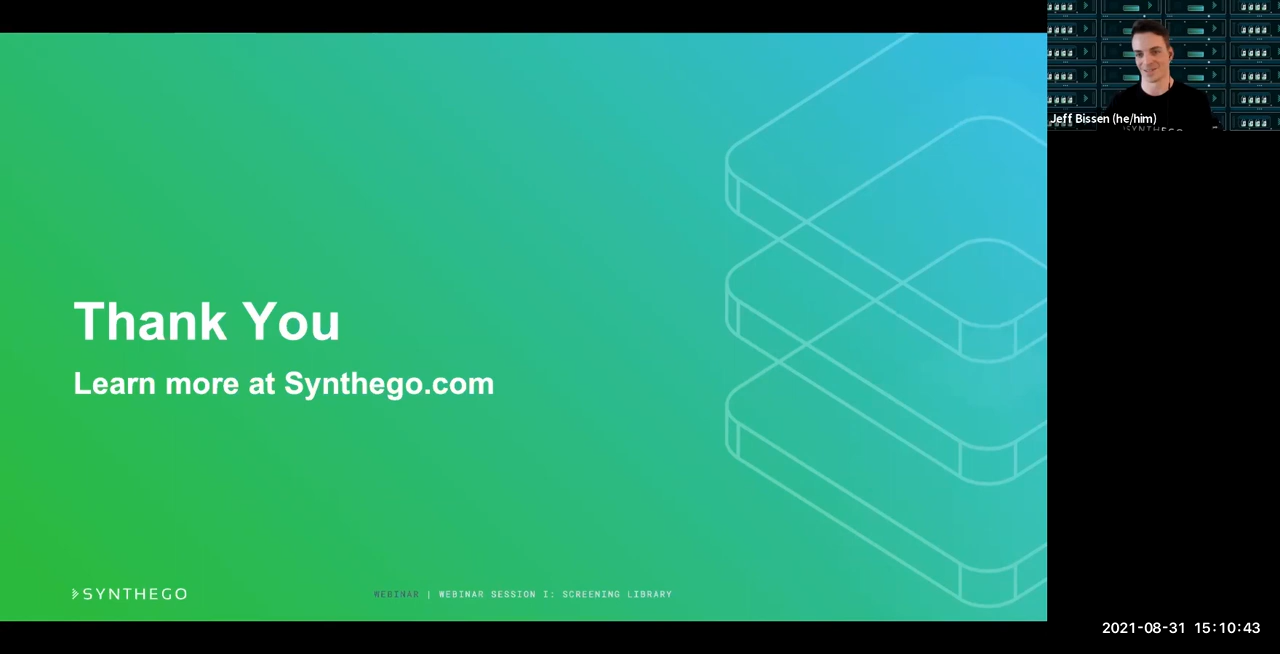 Thank You
Learn more at Synthego.com
SYNTHEGO
WEBINAR | WEBINAR SESSION I: SCREENING LIBRARY
Jeff Bissen (he/him)
SYNTHEGO
2021-08-31 15:10:43